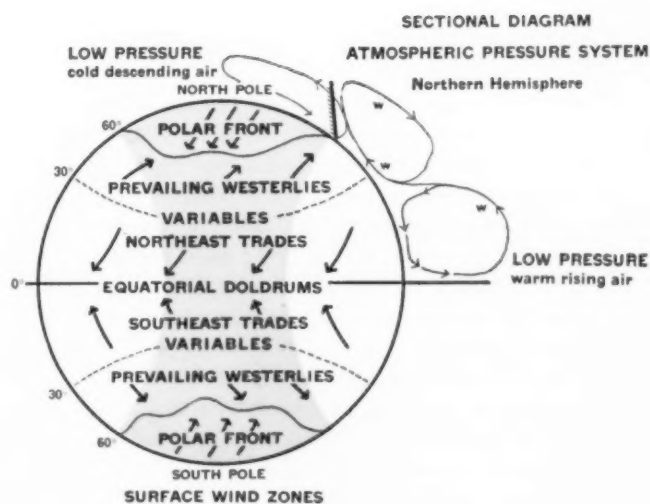 SECTIONAL DIAGRAM
ATMOSPHERIC PRESSURE SYSTEM
Northern Hemisphere
LOW PRESSURE
cold descending air
NORTH POLE
60°
POLAR FRONT
W
W
30°
PREVAILING WESTERLIES
VARIABLES
W
NORTHEAST TRADES
LOW PRESSURE
warm rising air
0°
EQUATORIAL DOLDRUMS
SOUTHEAST TRADES
VARIABLES
PREVAILING WESTERLIES
30°
60°
POLAR FRONT
SOUTH POLE
SURFACE WIND ZONES